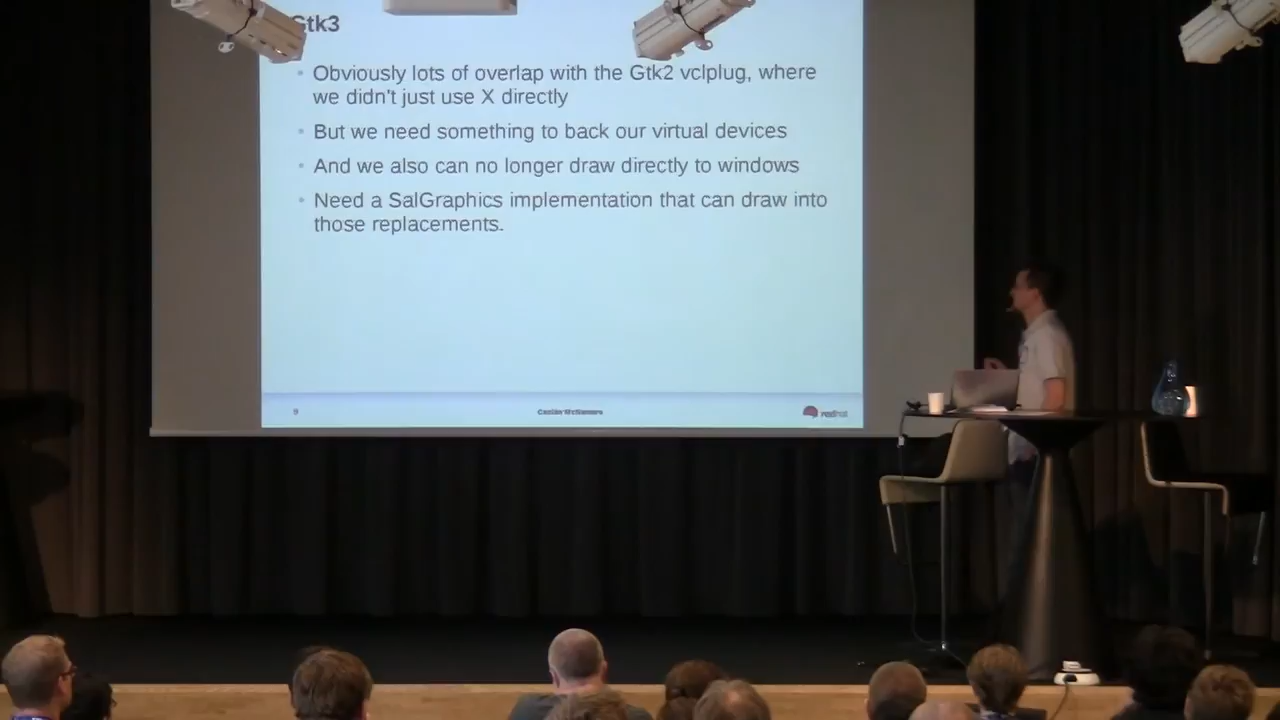 Gtk3
Obviously lots of overlap with the Gtk2 vclplug, where
we didn't just use X directly
But we need something to back our virtual devices
And we also can no longer draw directly to windows
Need a SalGraphics implementation that can draw into
those replacements.
9
redhat